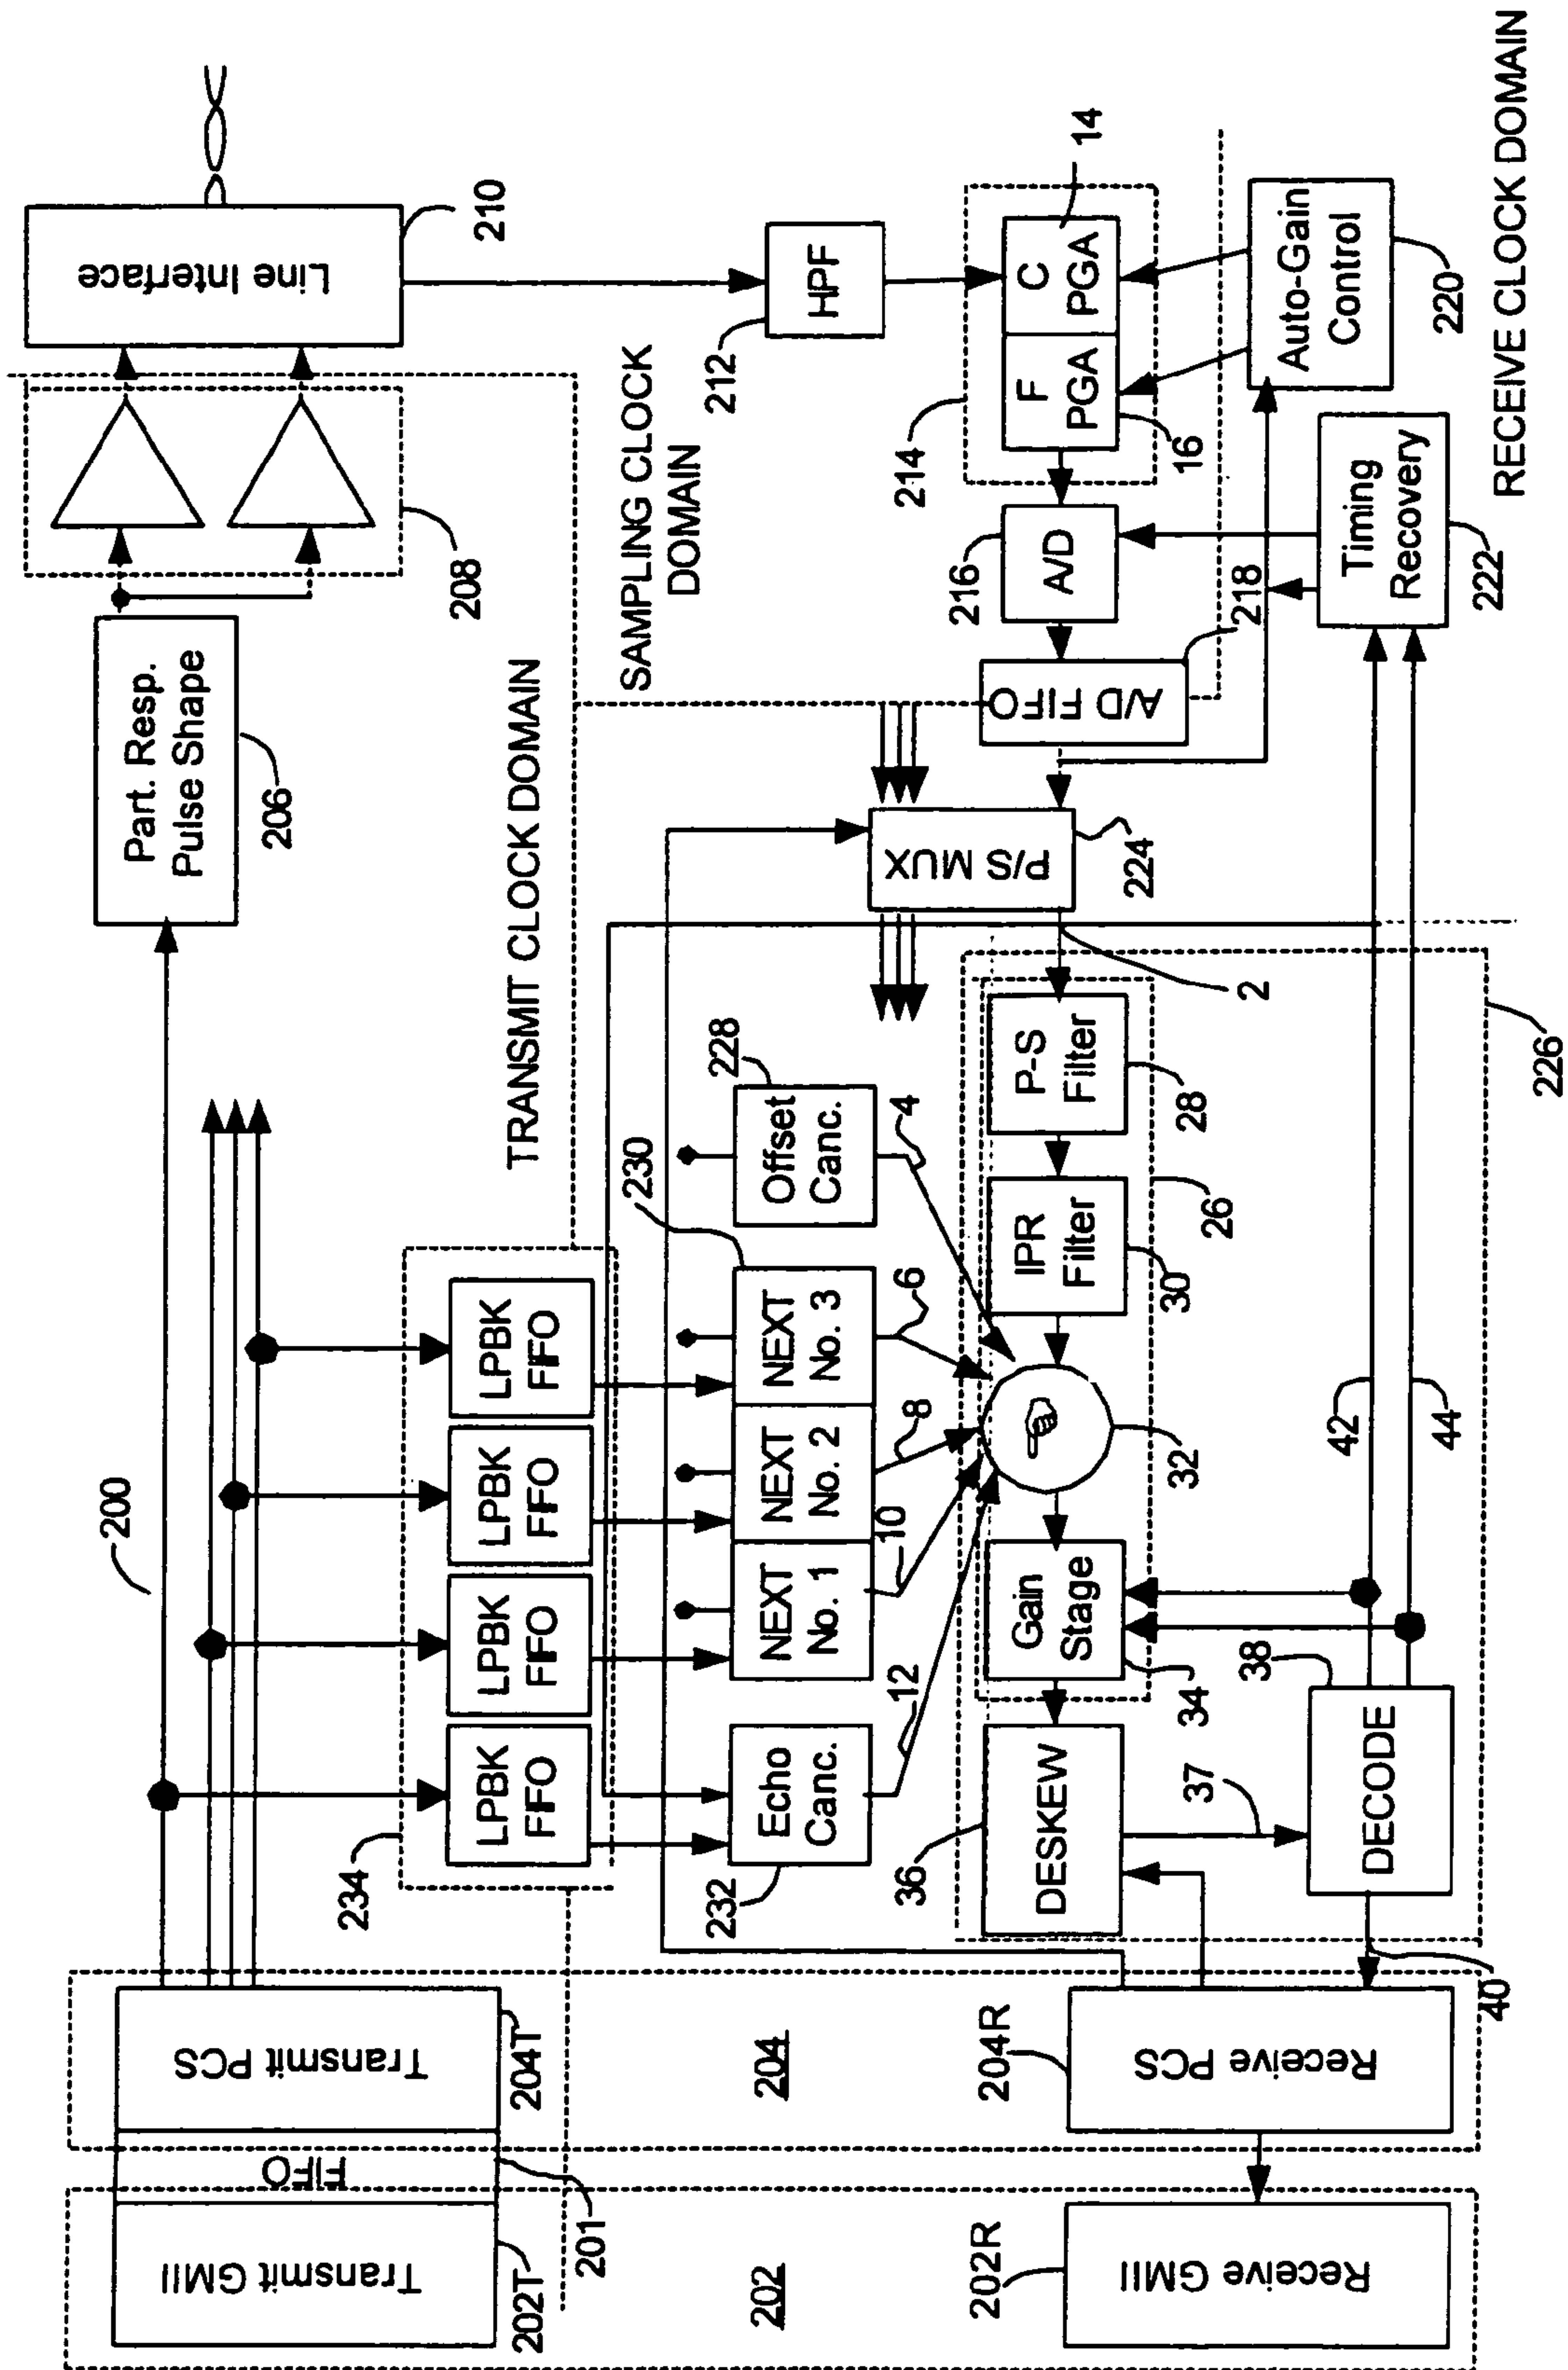 Transmit GMII
202T
FIFO
201
Transmit PCS
204T
200
Part. Resp.
Pulse Shape
206
208
Line Interface
210
TRANSMIT CLOCK DOMAIN
SAMPLING CLOCK
DOMAIN
234
LPBK
FIFO
LPBK
FIFO
LPBK
FIFO
LPBK
FIFO
230
228
232
Echo
Canc.
NEXT
No. 1
NEXT
No. 2
NEXT
No. 3
Offset
Canc.
12
10
8
6
4
212
HPF
202
204
P/S MUX
224
A/D FIFO
218
216
A/D
214
F
PGA
C
PGA
16
14
36
DESKEW
Gain
Stage
34
32
IPR
Filter
30
P-S
Filter
28
26
2
37
38
DECODE
40
42
44
226
Timing
Recovery
222
Auto-Gain
Control
220
202R
Receive GMII
204R
Receive PCS
RECEIVE CLOCK DOMAIN